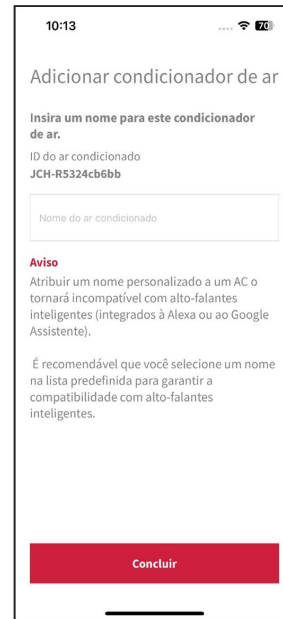 10:13
70
Adicionar condicionador de ar
Insira um nome para este condicionador
de ar.
ID do ar condicionado
JCH-R5324cb6bb
Nome do ar condicionado
Aviso
Atribuir um nome personalizado a um AC o
tornará incompatível com alto-falantes
inteligentes (integrados à Alexa ou ao Google
Assistente).
É recomendável que você selecione um nome
na lista predefinida para garantir a
compatibilidade com alto-falantes
inteligentes.
Concluir